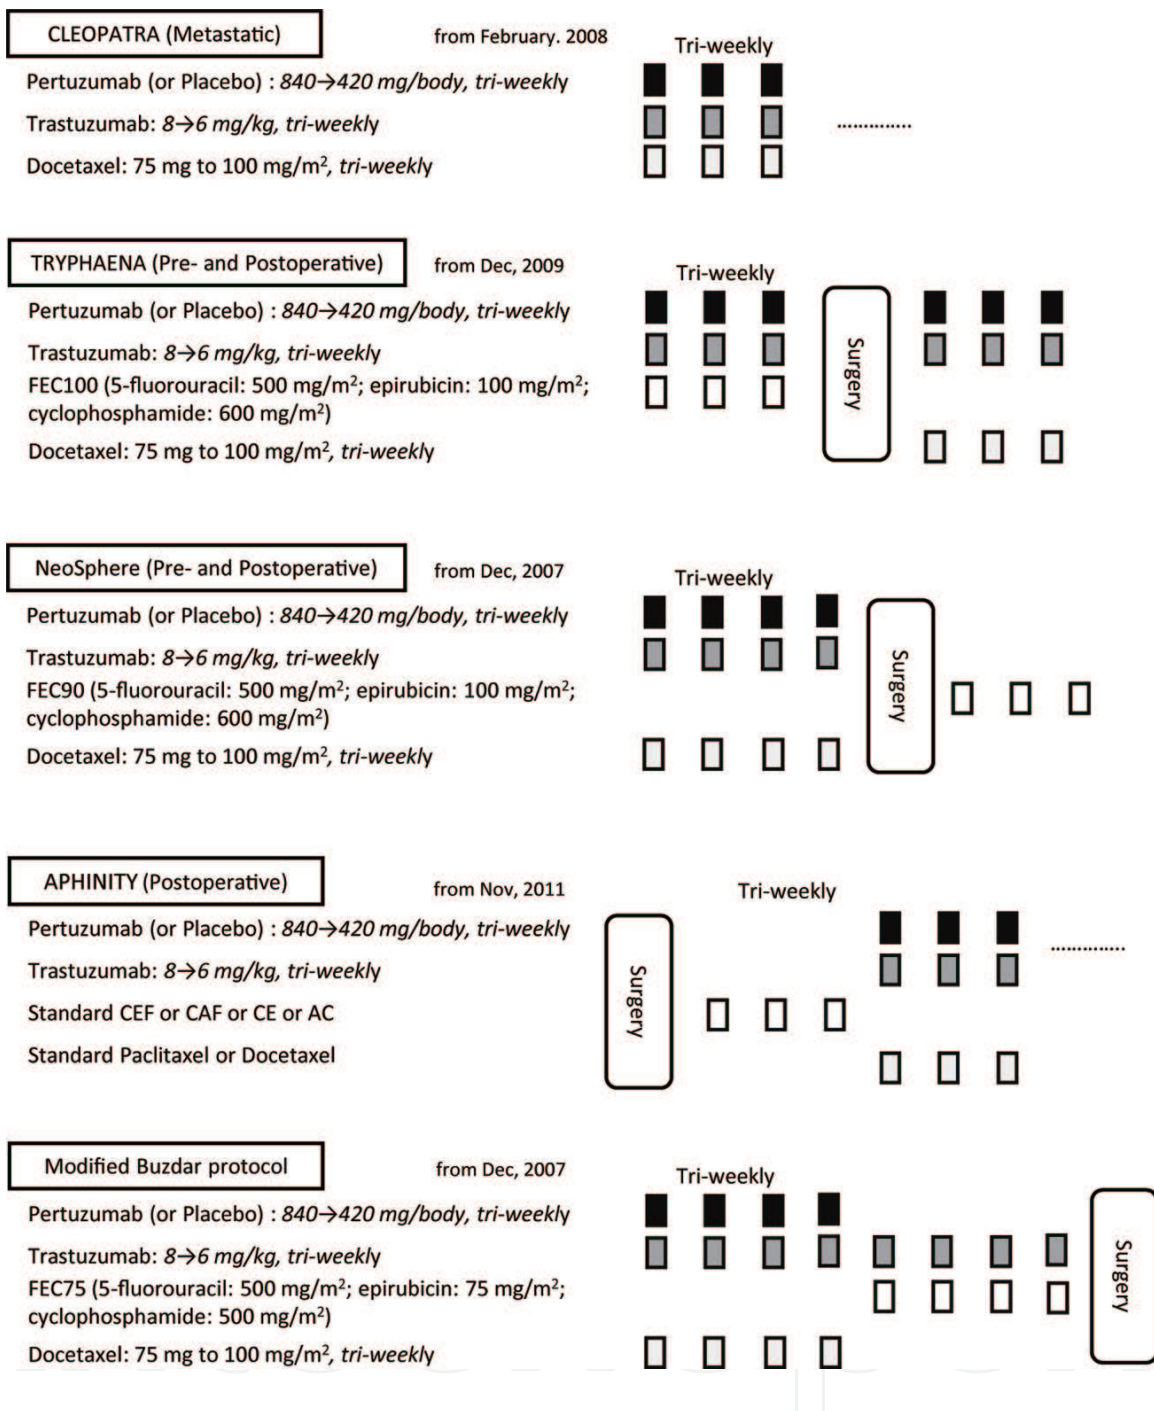 CLEOPATRA (Metastatic)
from February. 2008
Tri-weekly
Pertuzumab (or Placebo) : 840→420 mg/body, tri-weekly
Trastuzumab: 8→6 mg/kg, tri-weekly
..............
Docetaxel: 75 mg to 100 mg/m², tri-weekly
TRYPHAENA (Pre- and Postoperative)
from Dec, 2009
Tri-weekly
Pertuzumab (or Placebo) : 840→420 mg/body, tri-weekly
Trastuzumab: 8→6 mg/kg, tri-weekly
FEC100 (5-fluorouracil: 500 mg/m²; epirubicin: 100 mg/m²;
cyclophosphamide: 600 mg/m²)
Docetaxel: 75 mg to 100 mg/m², tri-weekly
Surgery
NeoSphere (Pre- and Postoperative)
from Dec, 2007
Tri-weekly
Pertuzumab (or Placebo) : 840→420 mg/body, tri-weekly
Trastuzumab: 8→6 mg/kg, tri-weekly
FEC90 (5-fluorouracil: 500 mg/m²; epirubicin: 100 mg/m²;
cyclophosphamide: 600 mg/m²)
Docetaxel: 75 mg to 100 mg/m², tri-weekly
Surgery
APHINITY (Postoperative)
from Nov, 2011
Tri-weekly
Pertuzumab (or Placebo) : 840→420 mg/body, tri-weekly
..............
Trastuzumab: 8→6 mg/kg, tri-weekly
Standard CEF or CAF or CE or AC
Standard Paclitaxel or Docetaxel
Surgery
Modified Buzdar protocol
from Dec, 2007
Tri-weekly
Pertuzumab (or Placebo) : 840→420 mg/body, tri-weekly
Trastuzumab: 8→6 mg/kg, tri-weekly
FEC75 (5-fluorouracil: 500 mg/m²; epirubicin: 75 mg/m²;
cyclophosphamide: 500 mg/m²)
Docetaxel: 75 mg to 100 mg/m², tri-weekly
Surgery